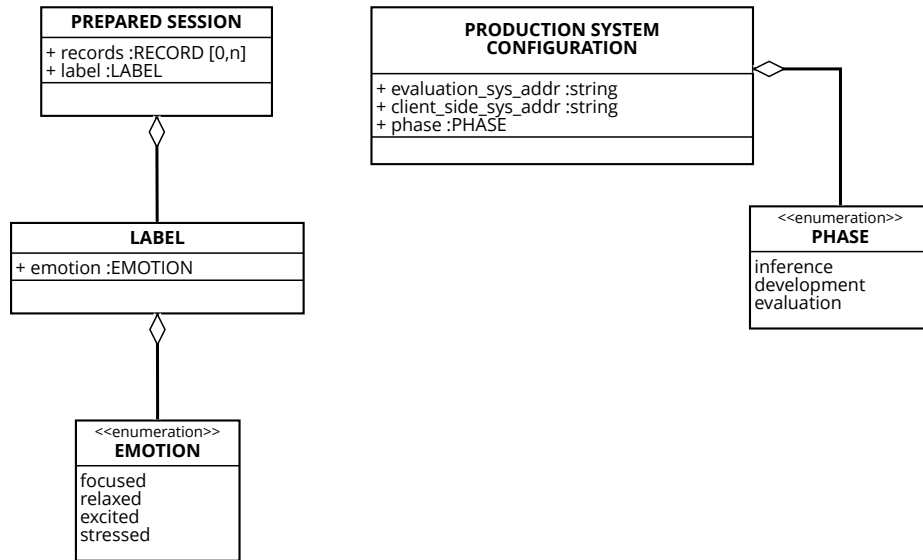 PREPARED SESSION
+ records :RECORD [0,n]
+ label :LABEL
LABEL
+ emotion :EMOTION
<<enumeration>>
EMOTION
focused
relaxed
excited
stressed
PRODUCTION SYSTEM
CONFIGURATION
+ evaluation_sys_addr :string
+ client_side_sys_addr :string
+ phase :PHASE
<<enumeration>>
PHASE
inference
development
evaluation